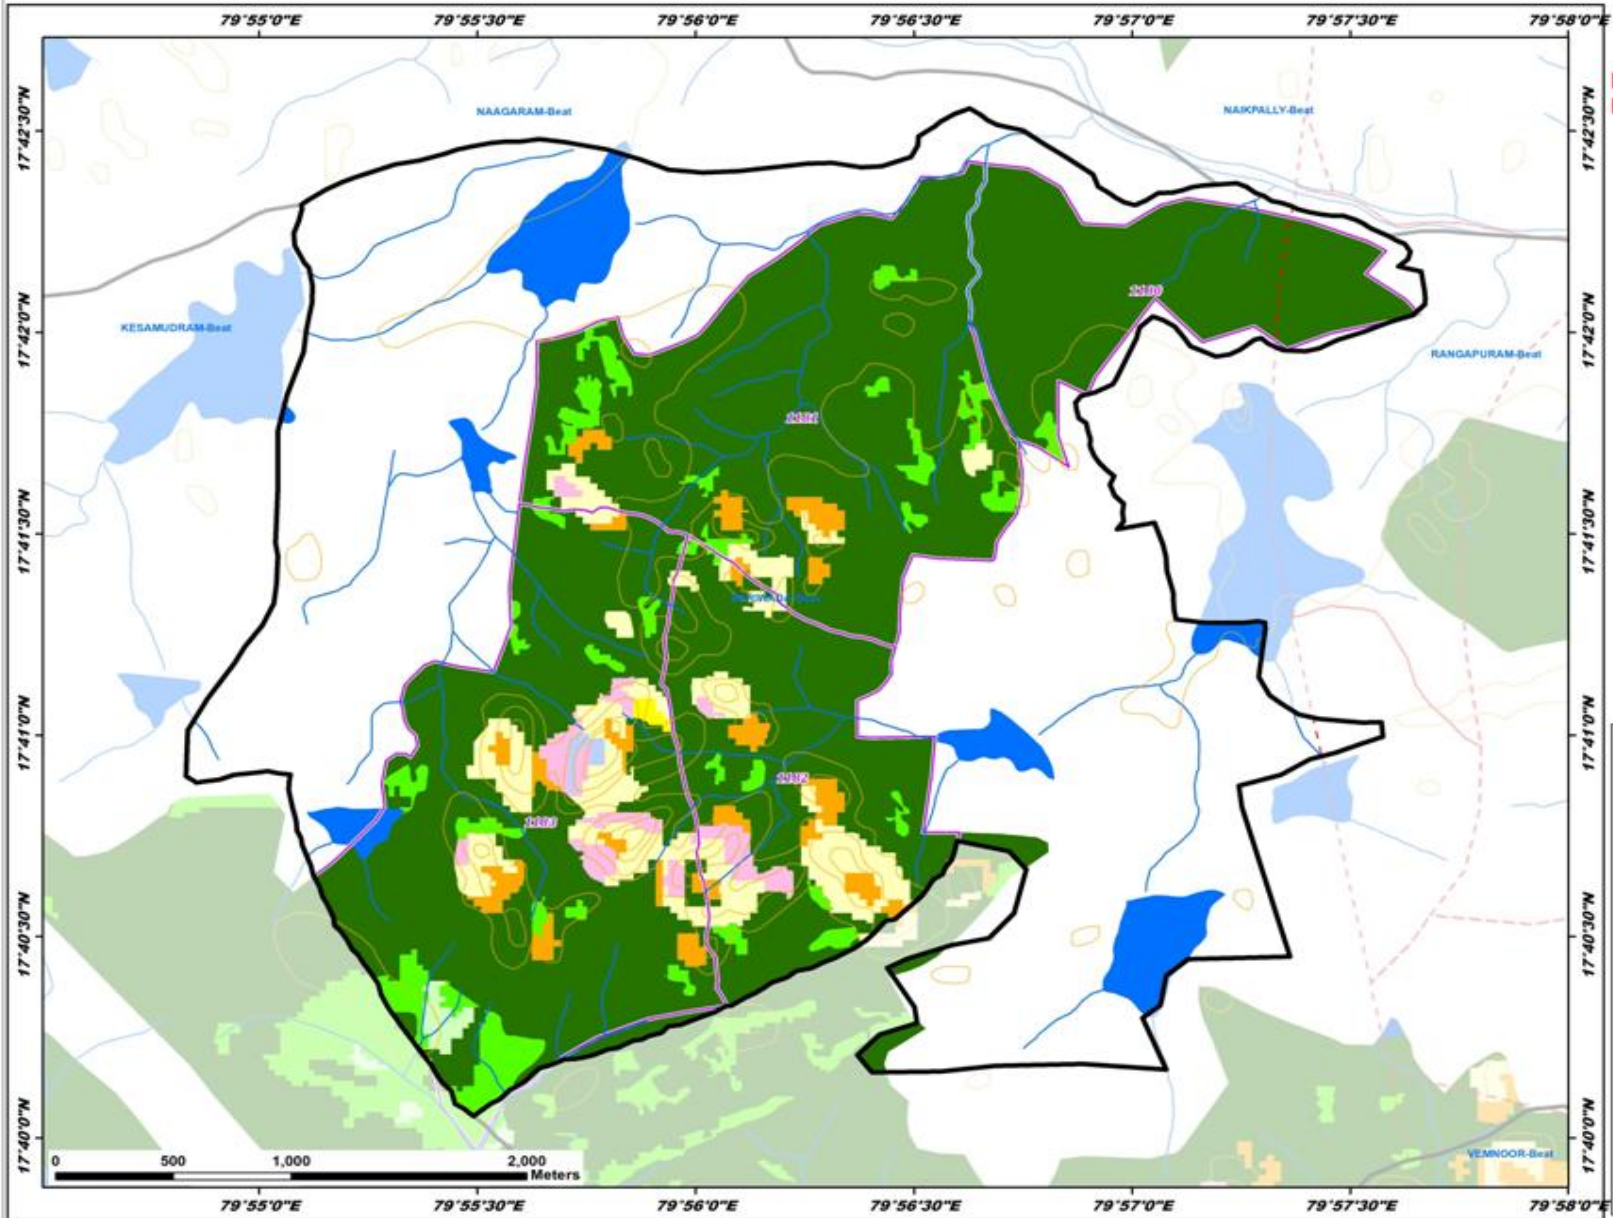 79°55'0"E 79°55'30"E 79°56'0"E 79°56'30"E 79°57'0"E 79°57'30"E 79°58'0"E
17°42'30"N 17°42'30"N
NAAGARAM-Beat NAIKPALLY-Beat
1100
17°42'0"N 17°42'0"N
KESAMUDRAM-Beat
RANGAPURAM-Beat
1101
17°41'30"N 17°41'30"N
17°41'0"N 17°41'0"N
1102
1103
17°40'30"N 17°40'30"N
17°40'0"N 17°40'0"N
VEMNOOR-Beat
0 500 1,000 2,000
Meters
79°55'0"E 79°55'30"E 79°56'0"E 79°56'30"E 79°57'0"E 79°57'30"E 79°58'0"E